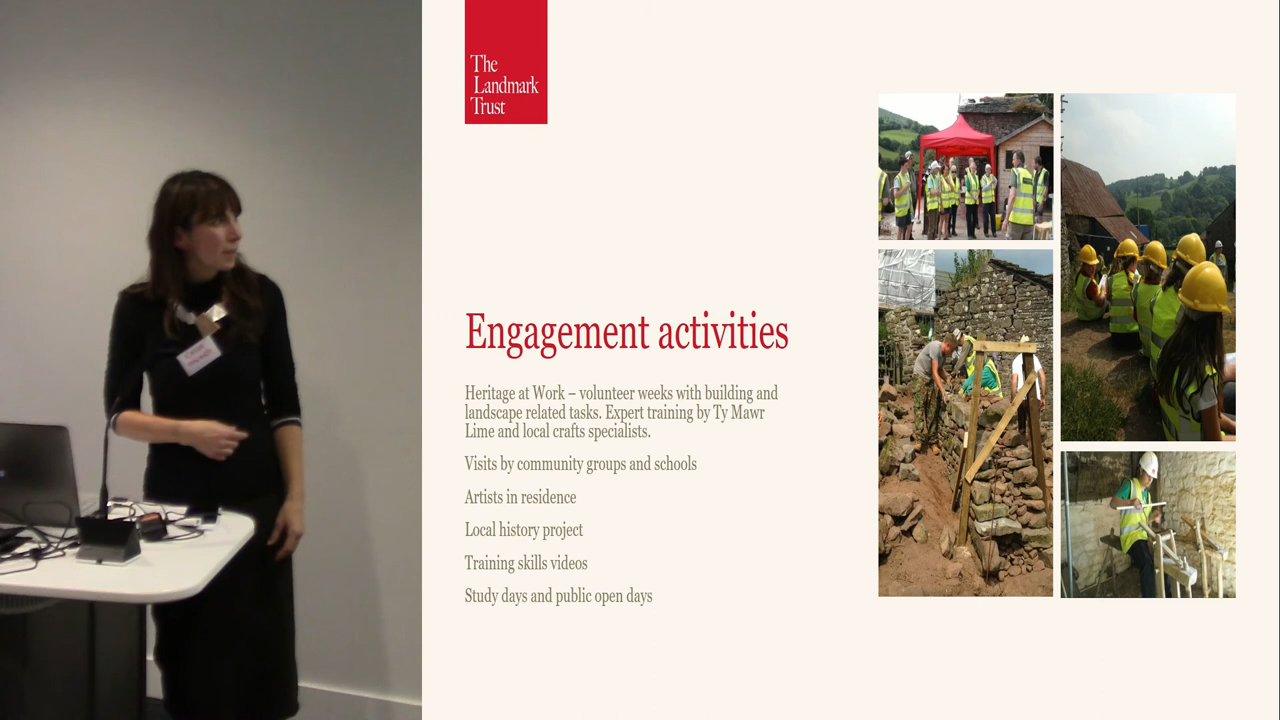 The
Landmark
Trust
Engagement activities
Heritage at Work – volunteer weeks with building and
landscape related tasks. Expert training by Ty Mawr
Lime and local crafts specialists.
Visits by community groups and schools
Artists in residence
Local history project
Training skills videos
Study days and public open days